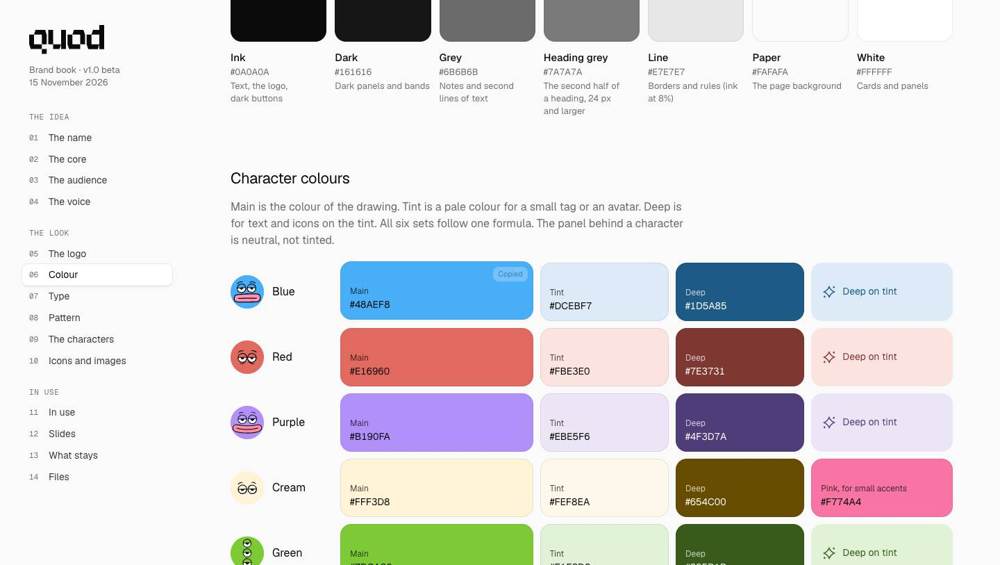 quod
Brand book · v1.0 beta
15 November 2026
THE IDEA
01 The name
02 The core
03 The audience
04 The voice
THE LOOK
05 The logo
06 Colour
07 Type
08 Pattern
09 The characters
10 Icons and images
IN USE
11 In use
12 Slides
13 What stays
14 Files
Ink
#0A0A0A
Text, the logo,
dark buttons
Dark
#161616
Dark panels and bands
Grey
#6B6B6B
Notes and second
lines of text
Heading grey
#7A7A7A
The second half of
a heading, 24 px
and larger
Line
#E7E7E7
Borders and rules (ink
at 8%)
Paper
#FAFAFA
The page background
White
#FFFFFF
Cards and panels
Character colours
Main is the colour of the drawing. Tint is a pale colour for a small tag or an avatar. Deep is
for text and icons on the tint. All six sets follow one formula. The panel behind a character
is neutral, not tinted.
Blue
Copied
Main
#48AEF8
Tint
#DCEBF7
Deep
#1D5A85
Deep on tint
Red
Main
#E16960
Tint
#FBE3E0
Deep
#7E3731
Deep on tint
Purple
Main
#B190FA
Tint
#EBE5F6
Deep
#4F3D7A
Deep on tint
Cream
Main
#FFF3D8
Tint
#FEF8EA
Deep
#654C00
Pink, for small accents
#F774A4
Green
Main
Tint
Deep
Deep on tint